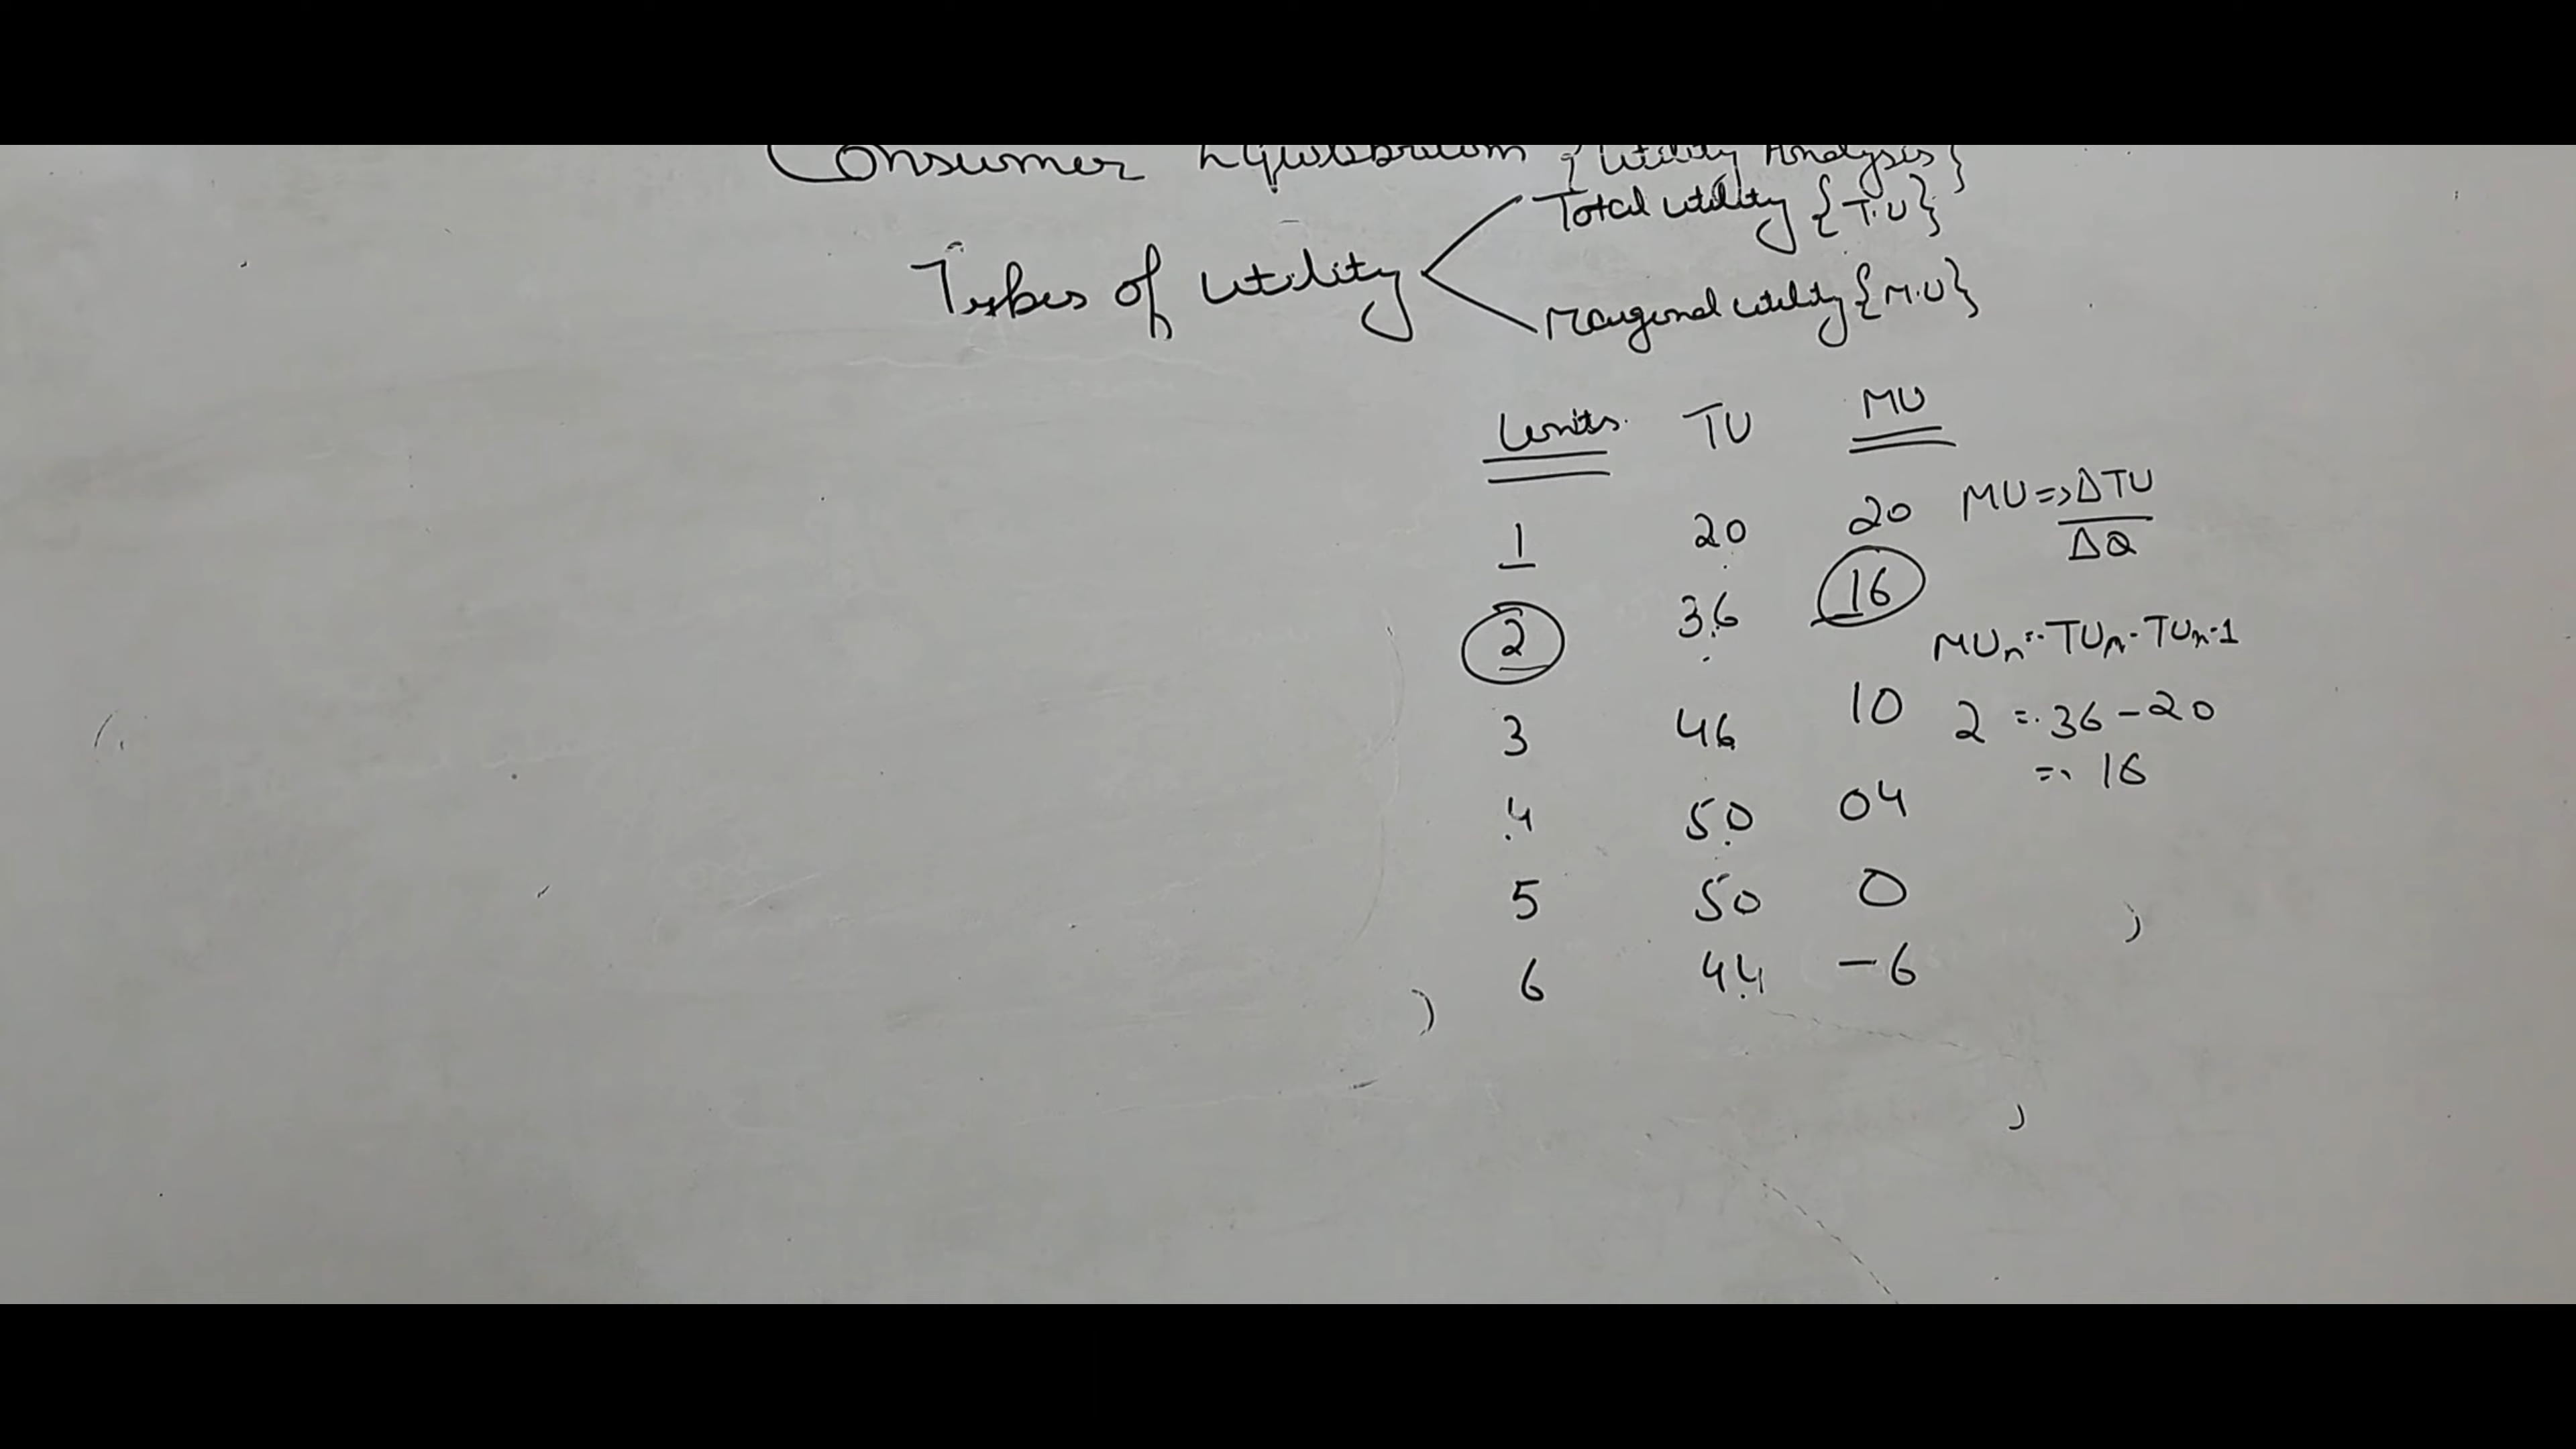 Consumer Equilibrium {Utility Analysis}
Types of Utility
Total Utility {T.U}
Marginal Utility {M.U}
Units TU MU
1 20 20
2 36 16
3 46 10
4 50 04
5 50 0
6 44 -6
MU => ΔTU
ΔQ
MUn = TUn - TUn-1
2 = 36 - 20
= 16